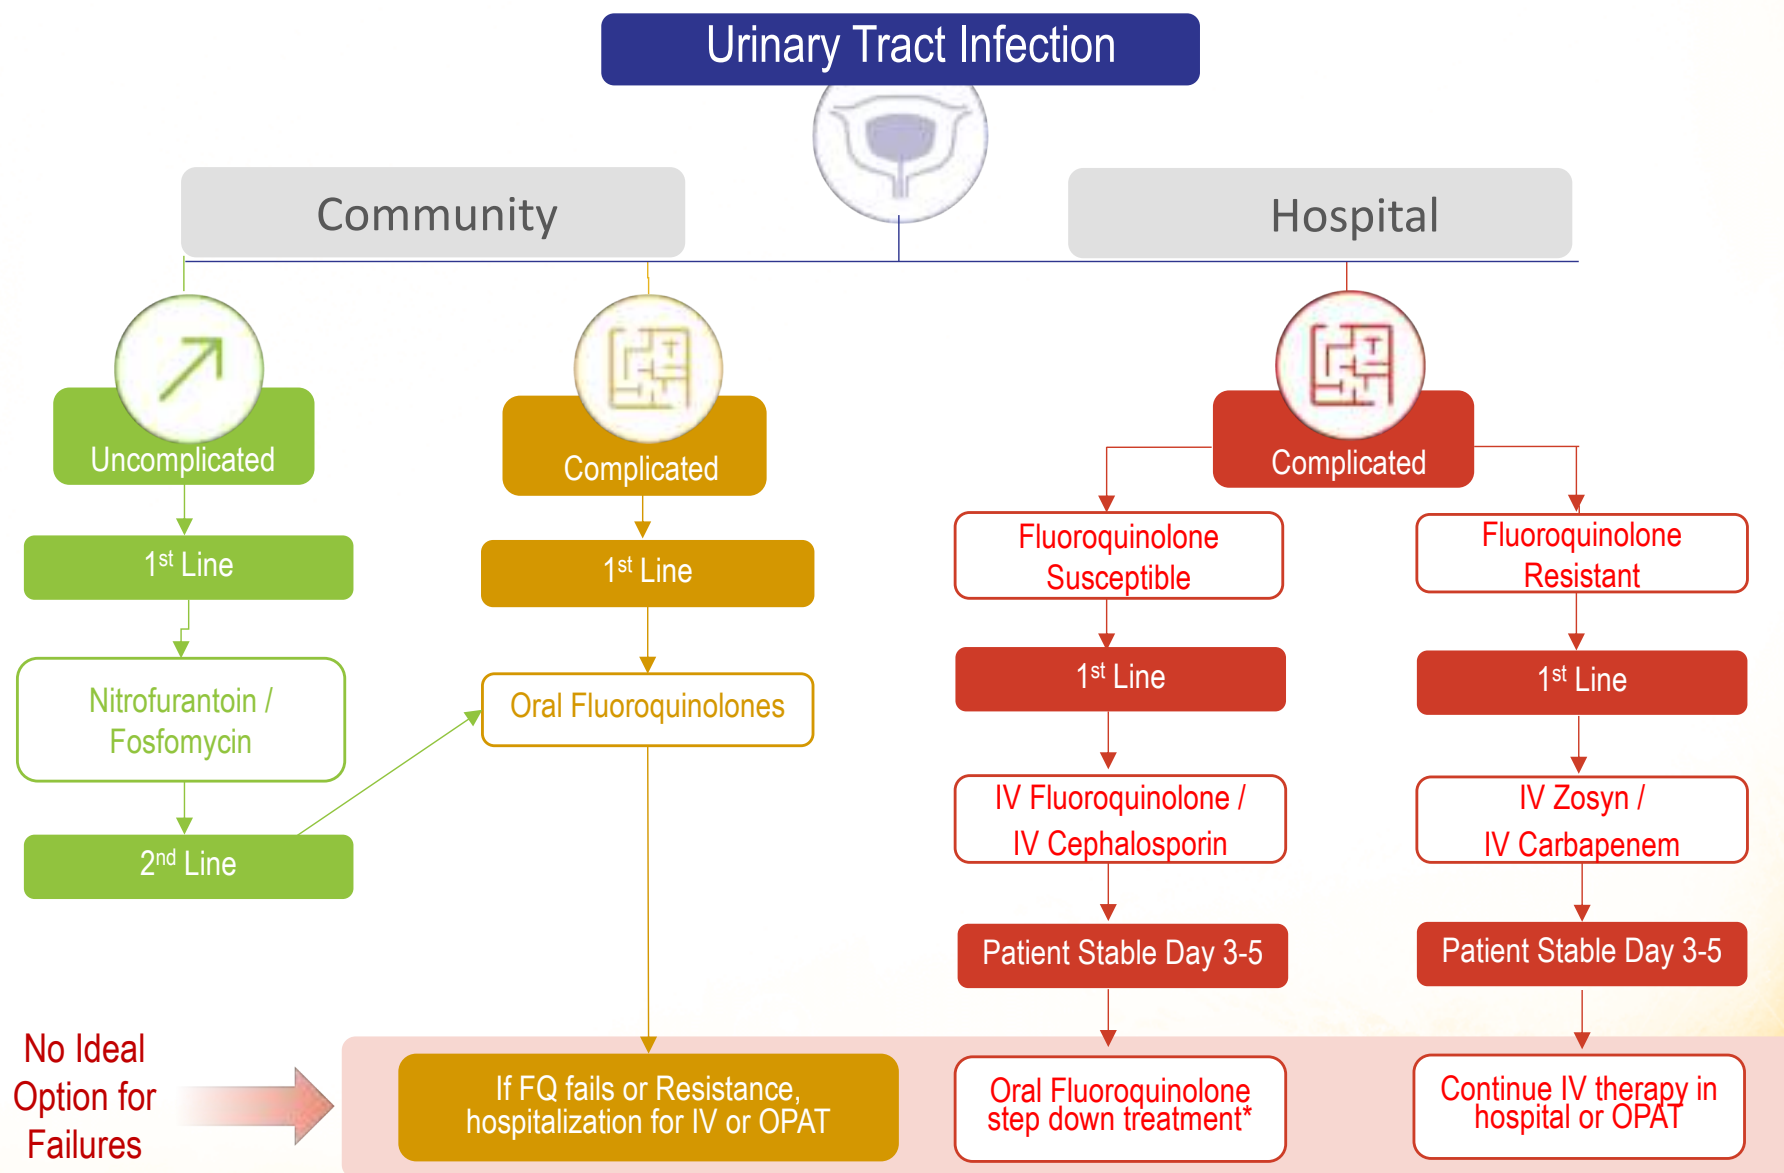 Urinary Tract Infection
Community
Hospital
Uncomplicated
1st Line
Nitrofurantoin /
Fosfomycin
2nd Line
Complicated
1st Line
Oral Fluoroquinolones
If FQ fails or Resistance,
hospitalization for IV or OPAT
Complicated
Fluoroquinolone
Susceptible
1st Line
IV Fluoroquinolone /
IV Cephalosporin
Patient Stable Day 3-5
Oral Fluoroquinolone
step down treatment*
Fluoroquinolone
Resistant
1st Line
IV Zosyn /
IV Carbapenem
Patient Stable Day 3-5
Continue IV therapy in
hospital or OPAT
No Ideal
Option for
Failures